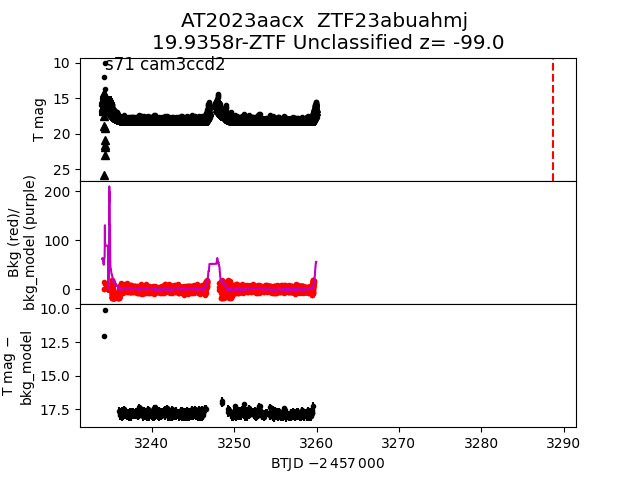 AT2023aacx  ZTF23abuahmj
19.9358r-ZTF Unclassified z= -99.0
s71 cam3ccd2
T mag
10
15
20
25
Bkg (red)/
bkg_model (purple)
200
100
0
T mag −
bkg_model
10.0
12.5
15.0
17.5
3240 3250 3260 3270 3280 3290
BTJD −2 457 000